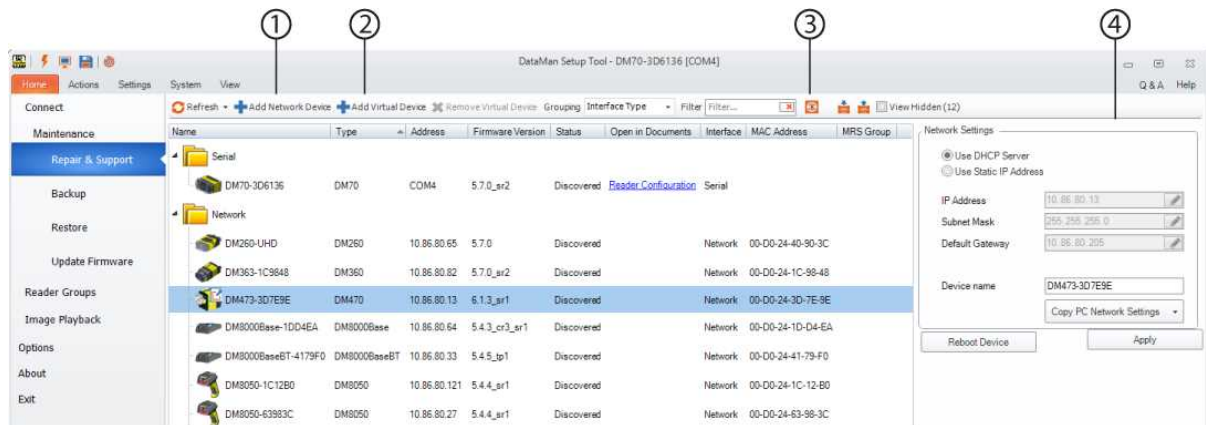 1 2 3 4
DataMan Setup Tool - DM70-3D6136 [COM4]
Home Actions Settings System View Q & A Help
Connect
Maintenance
Repair & Support
Backup
Restore
Update Firmware
Reader Groups
Image Playback
Options
About
Exit
Refresh Add Network Device Add Virtual Device Remove Virtual Device Grouping Interface Type Filter Filter... View Hidden (12)
Name Type Address Firmware Version Status Open in Documents Interface MAC Address MRS Group
Serial
DM70-3D6136 DM70 COM4 5.7.0_sr2 Discovered Reader Configuration Serial
Network
DM260-UHD DM260 10.86.80.65 5.7.0 Discovered Network 00-D0-24-40-90-3C
DM363-1C9848 DM360 10.86.80.82 5.7.0_sr2 Discovered Network 00-D0-24-1C-98-48
DM473-3D7E9E DM470 10.86.80.13 6.1.3_sr1 Discovered Network 00-D0-24-3D-7E-9E
DM8000Base-1DD4EA DM8000Base 10.86.80.64 5.4.3_cr3_sr1 Discovered Network 00-D0-24-1D-D4-EA
DM8000BaseBT-4179F0 DM8000BaseBT 10.86.80.33 5.4.5_tp1 Discovered Network 00-D0-24-41-79-F0
DM8050-1C12B0 DM8050 10.86.80.121 5.4.4_sr1 Discovered Network 00-D0-24-1C-12-B0
DM8050-63983C DM8050 10.86.80.27 5.4.4_sr1 Discovered Network 00-D0-24-63-98-3C
Network Settings
Use DHCP Server
Use Static IP Address
IP Address 10. 86. 80. 13
Subnet Mask 255. 255. 255. 0
Default Gateway 10. 86. 80. 205
Device name DM473-3D7E9E
Copy PC Network Settings
Reboot Device Apply